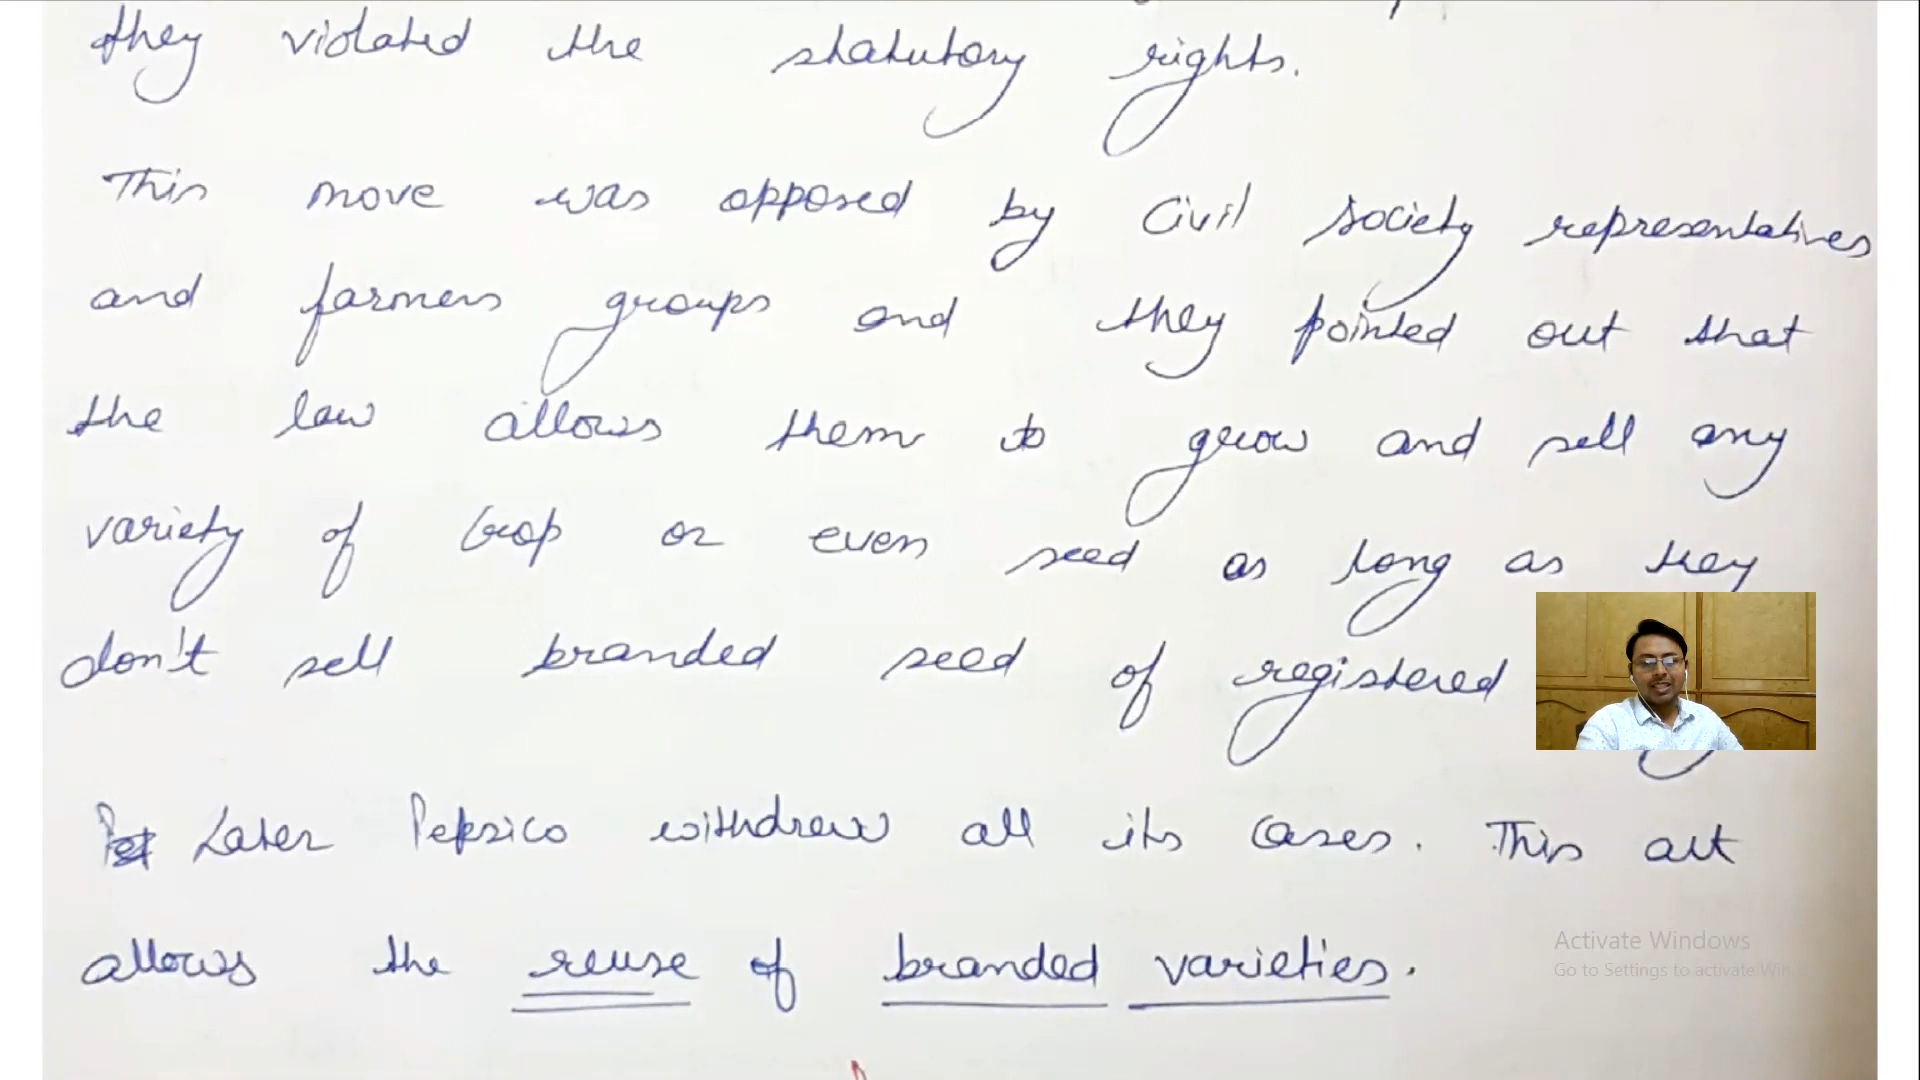 they violated the statutory rights.
This move was opposed by Civil Society representatives
and farmers groups and they pointed out that
the law allows them to grow and sell any
variety of crop or even seed as long as they
don't sell branded seed of registered
Later Pepsico withdrew all its cases. This act
allows the reuse of branded varieties.
Activate Windows
Go to Settings to activate Win